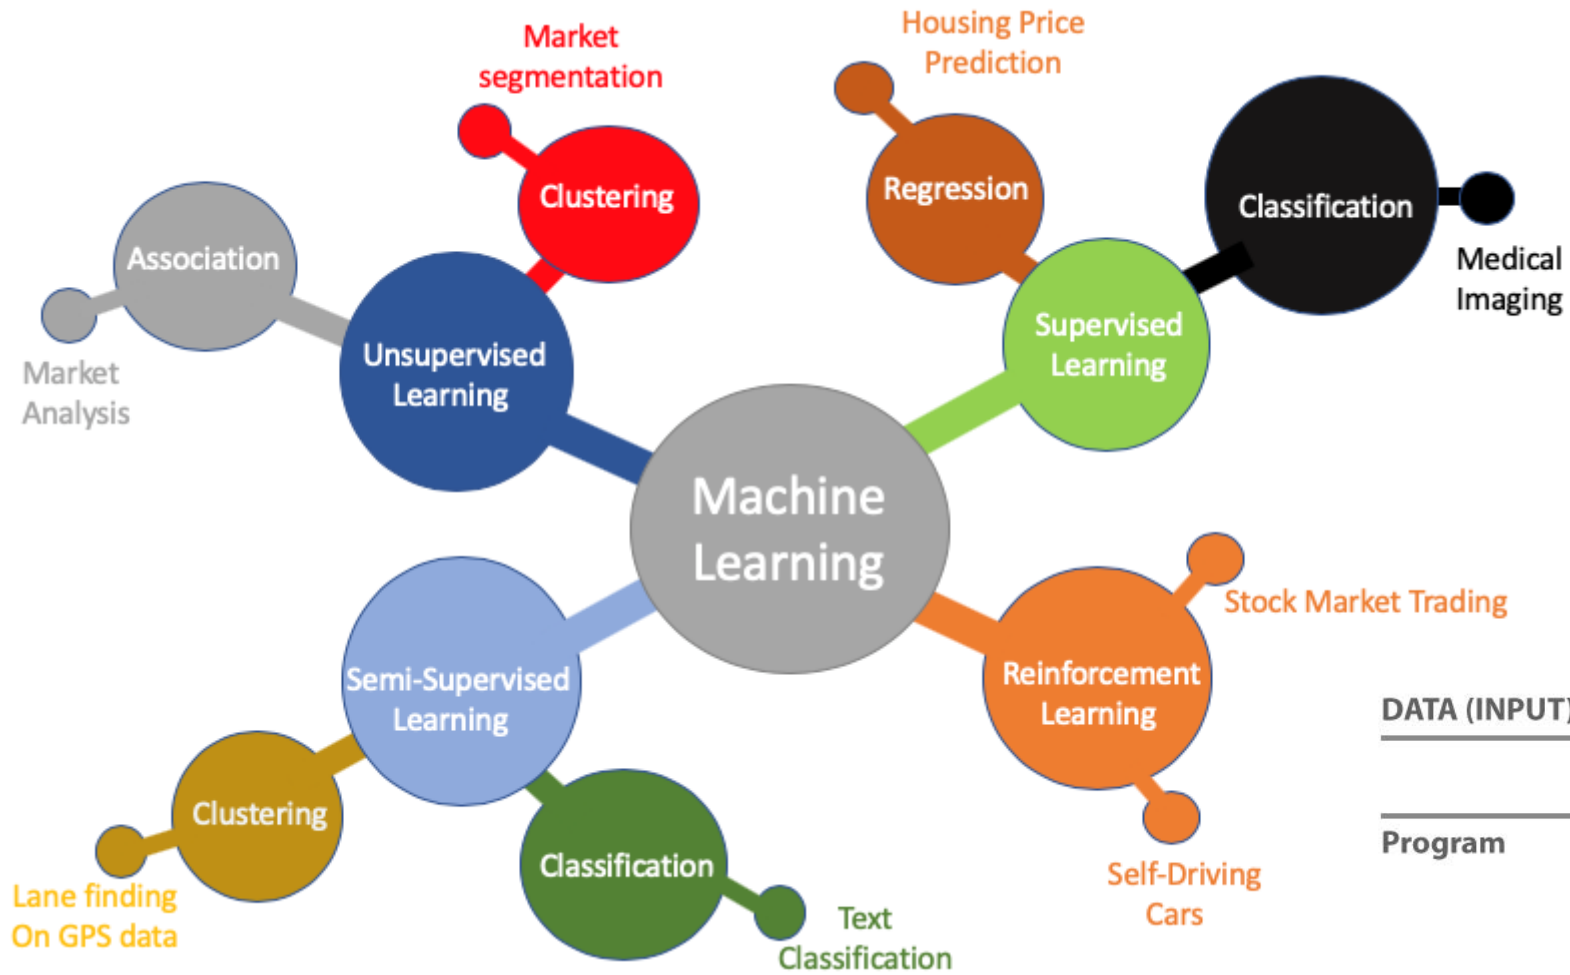 Market
segmentation
Clustering
Association
Market
Analysis
Unsupervised
Learning
Housing Price
Prediction
Regression
Classification
Medical
Imaging
Supervised
Learning
Machine
Learning
Semi-Supervised
Learning
Clustering
Lane finding
On GPS data
Classification
Text
Classification
Reinforcement
Learning
Stock Market Trading
Self-Driving
Cars
DATA (INPUT)
Program